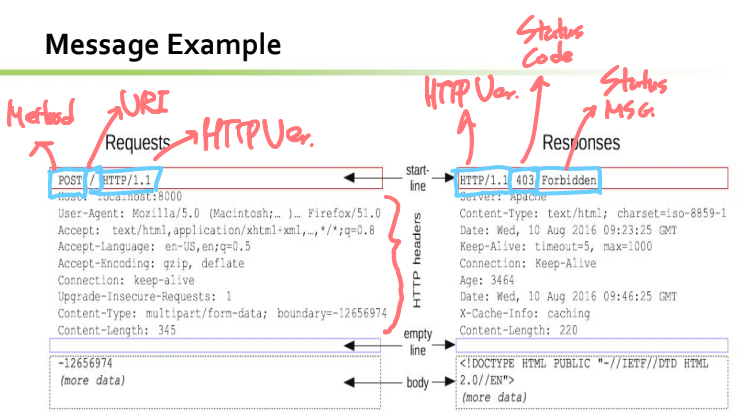 Message Example
Status
Code
Status
MSG.
HTTP Ver.
Method
URI
HTTP Ver.
Requests
Responses
POST / HTTP/1.1
start-
line
HTTP/1.1 403 Forbidden
Host: localhost:8000
User-Agent: Mozilla/5.0 (Macintosh;… )… Firefox/51.0
Accept: text/html,application/xhtml+xml,…,*/*;q=0.8
Accept-Language: en-US,en;q=0.5
Accept-Encoding: gzip, deflate
Connection: keep-alive
Upgrade-Insecure-Requests: 1
Content-Type: multipart/form-data; boundary=-12656974
Content-Length: 345
HTTP headers
Server: Apache
Content-Type: text/html; charset=iso-8859-1
Date: Wed, 10 Aug 2016 09:23:25 GMT
Keep-Alive: timeout=5, max=1000
Connection: Keep-Alive
Age: 3464
Date: Wed, 10 Aug 2016 09:46:25 GMT
X-Cache-Info: caching
Content-Length: 220
empty
line
-12656974
(more data)
body
<!DOCTYPE HTML PUBLIC "-//IETF//DTD HTML
2.0//EN">
(more data)